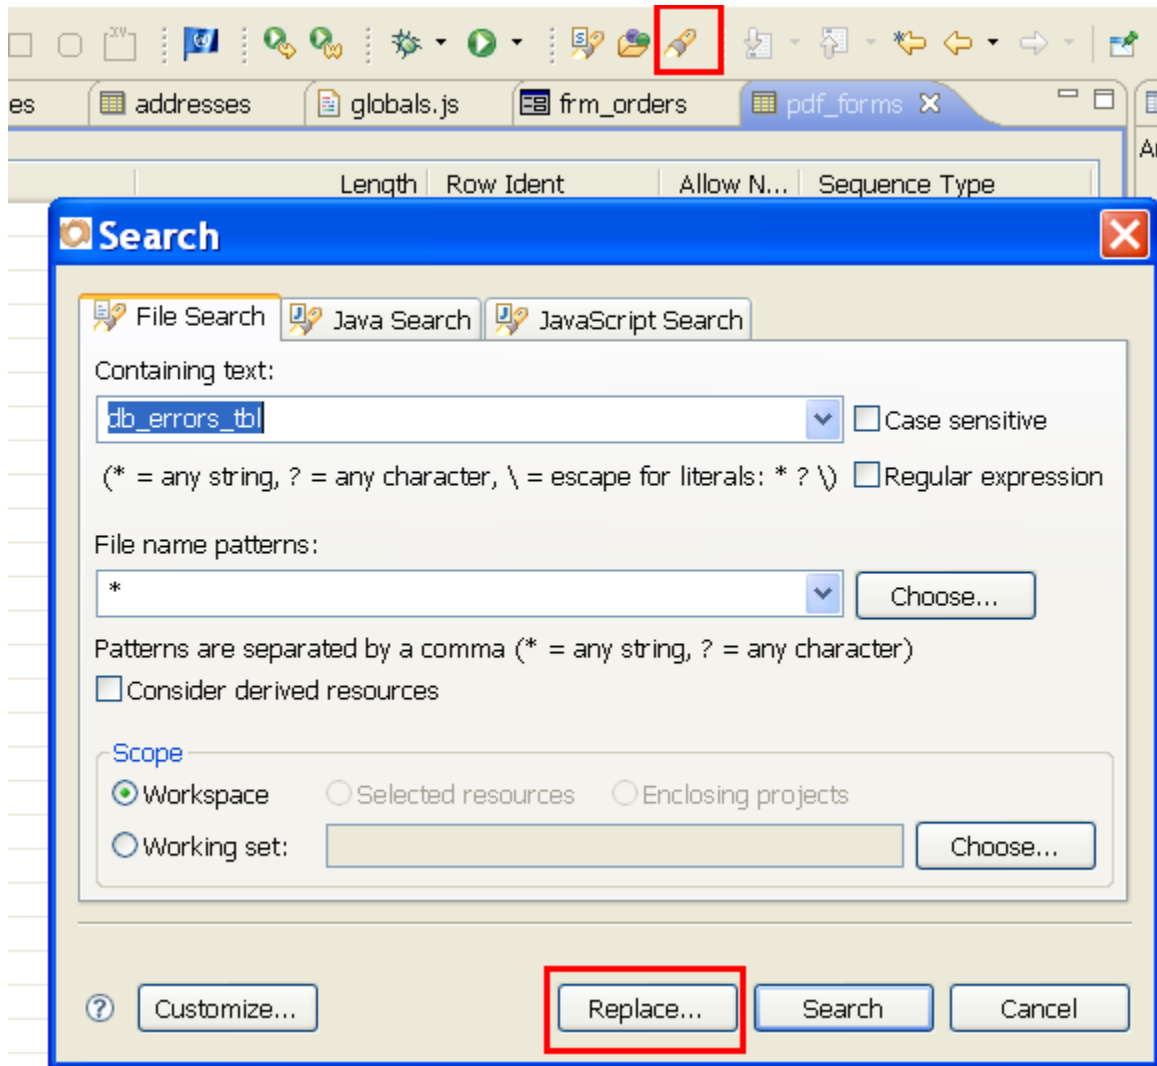 es addresses globals.js frm_orders pdf_forms
Length Row Ident Allow N... Sequence Type
Search
File Search Java Search JavaScript Search
Containing text:
db_errors_tbl Case sensitive
(* = any string, ? = any character, \ = escape for literals: * ? \) Regular expression
File name patterns:
* Choose...
Patterns are separated by a comma (* = any string, ? = any character)
Consider derived resources
Scope
Workspace Selected resources Enclosing projects
Working set: Choose...
Customize... Replace... Search Cancel